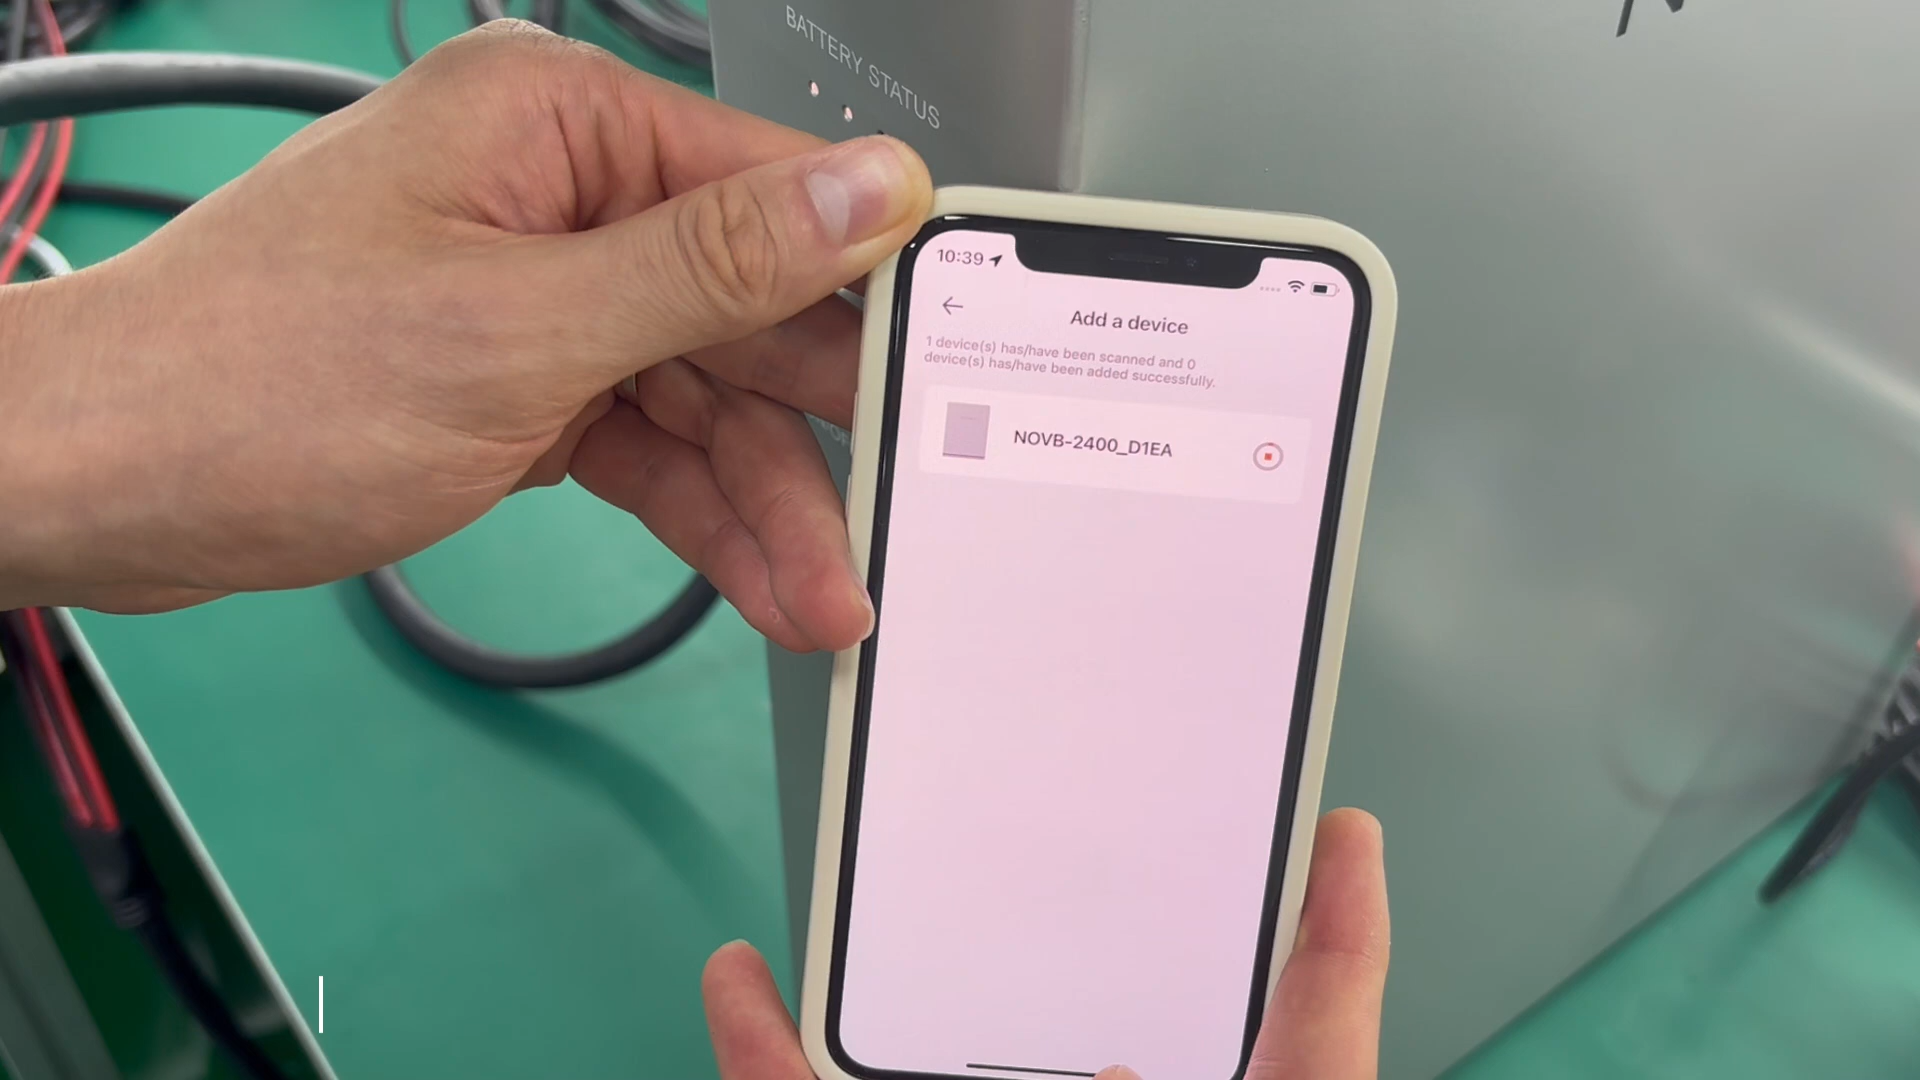 BATTERY STATUS
10:39
Add a device
1 device(s) has/have been scanned and 0
device(s) has/have been added successfully.
NOVB-2400_D1EA